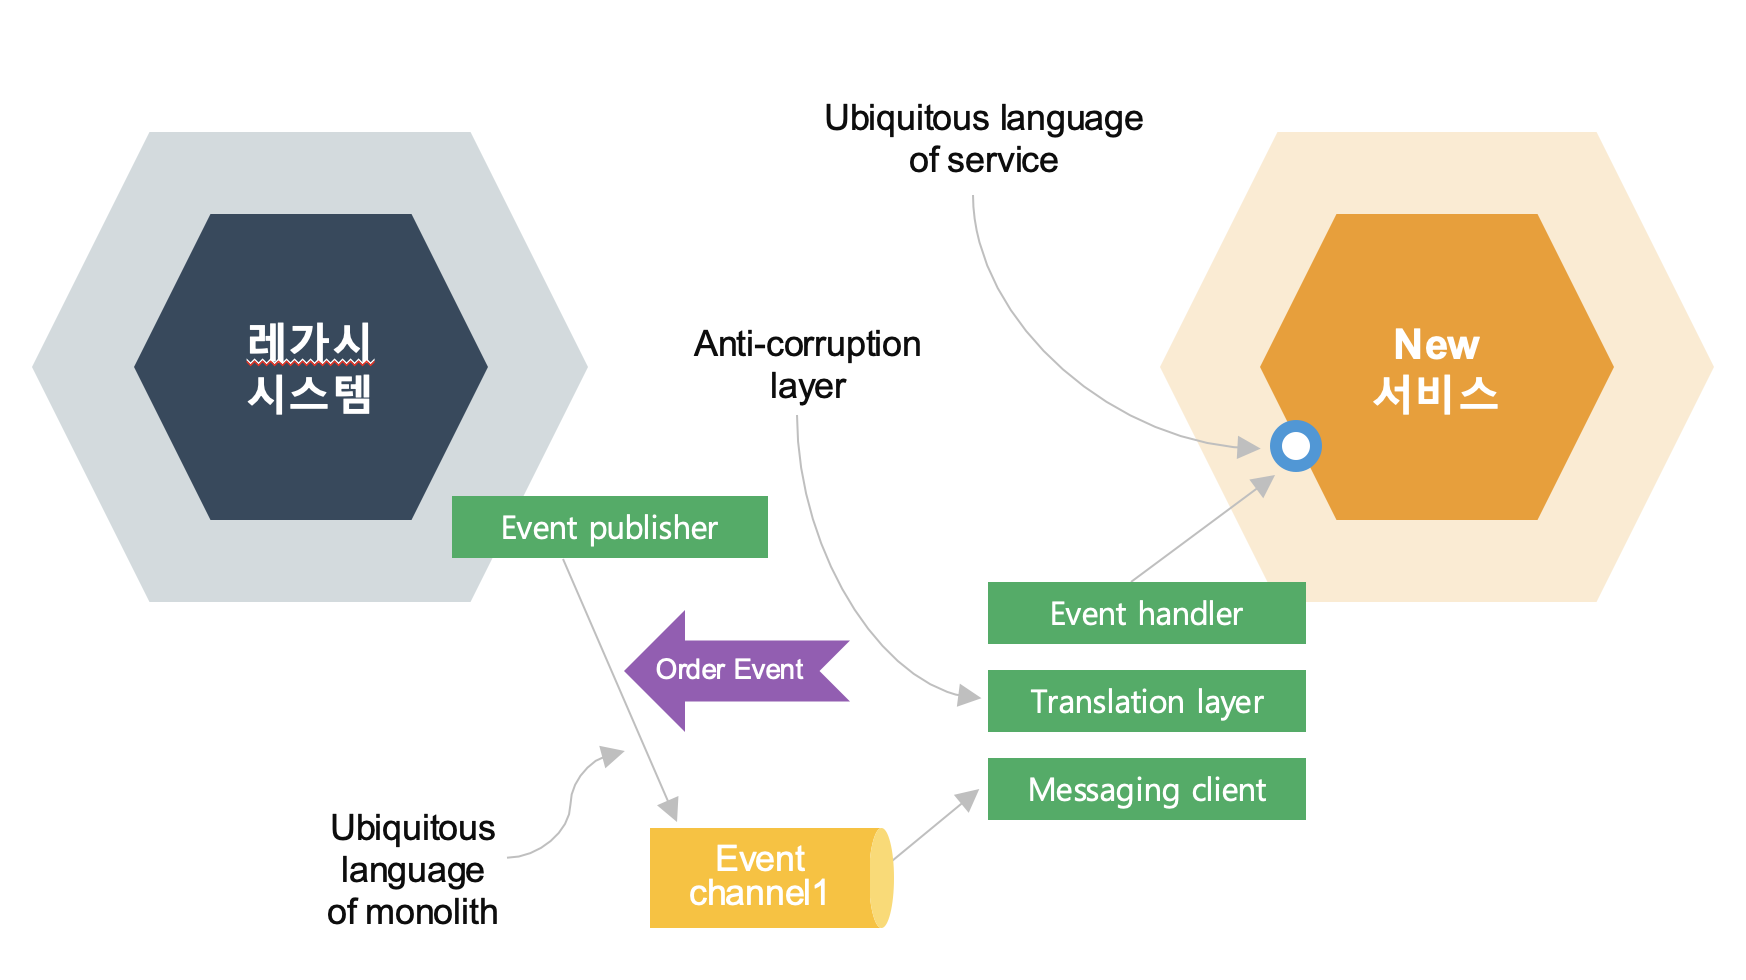 Ubiquitous language
of service
레가시
시스템
Anti-corruption
layer
New
서비스
Event publisher
Event handler
Order Event
Translation layer
Messaging client
Ubiquitous
language
of monolith
Event
channel1